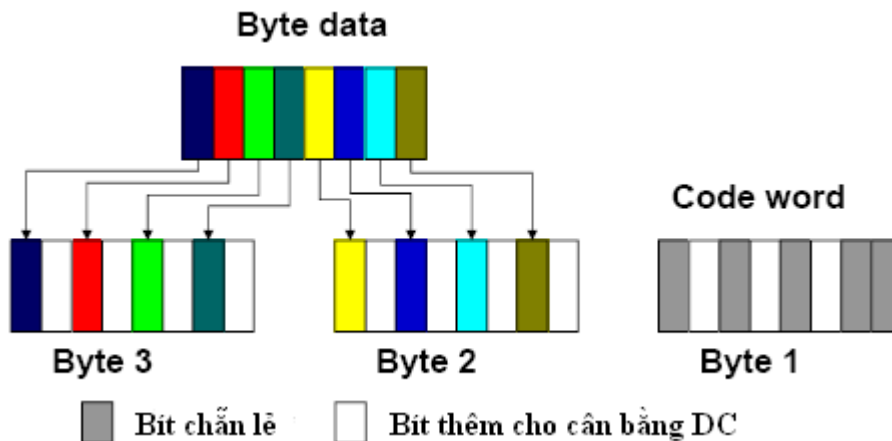 Byte data
Code word
Byte 3
Byte 2
Byte 1
Bít chẵn lẻ
Bít thêm cho cân bằng DC